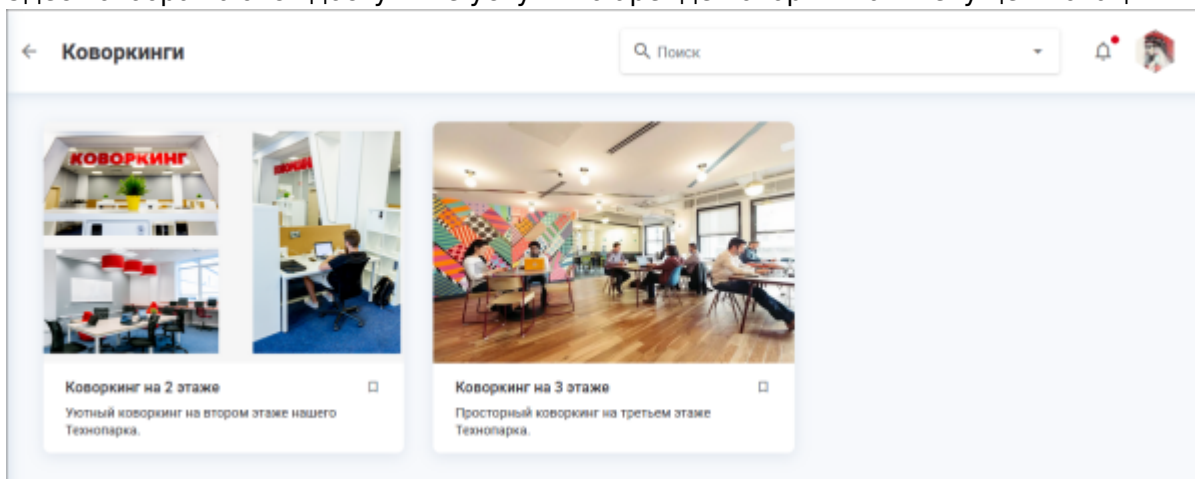 Коворкинги
Поиск
КОВОРКИНГ
Коворкинг на 2 этаже
Уютный коворкинг на втором этаже нашего
Технопарка.
Коворкинг на 3 этаже
Просторный коворкинг на третьем этаже
Технопарка.